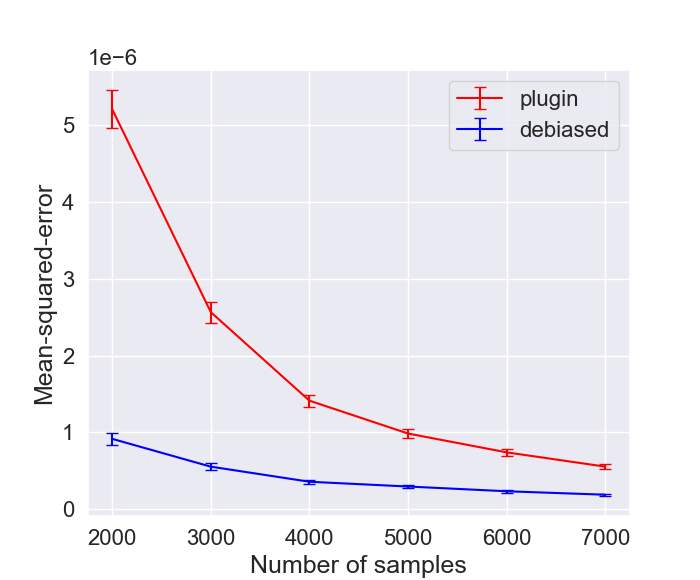 1e−6
plugin
debiased
5
4
3
2
1
0
Mean-squared-error
2000 3000 4000 5000 6000 7000
Number of samples